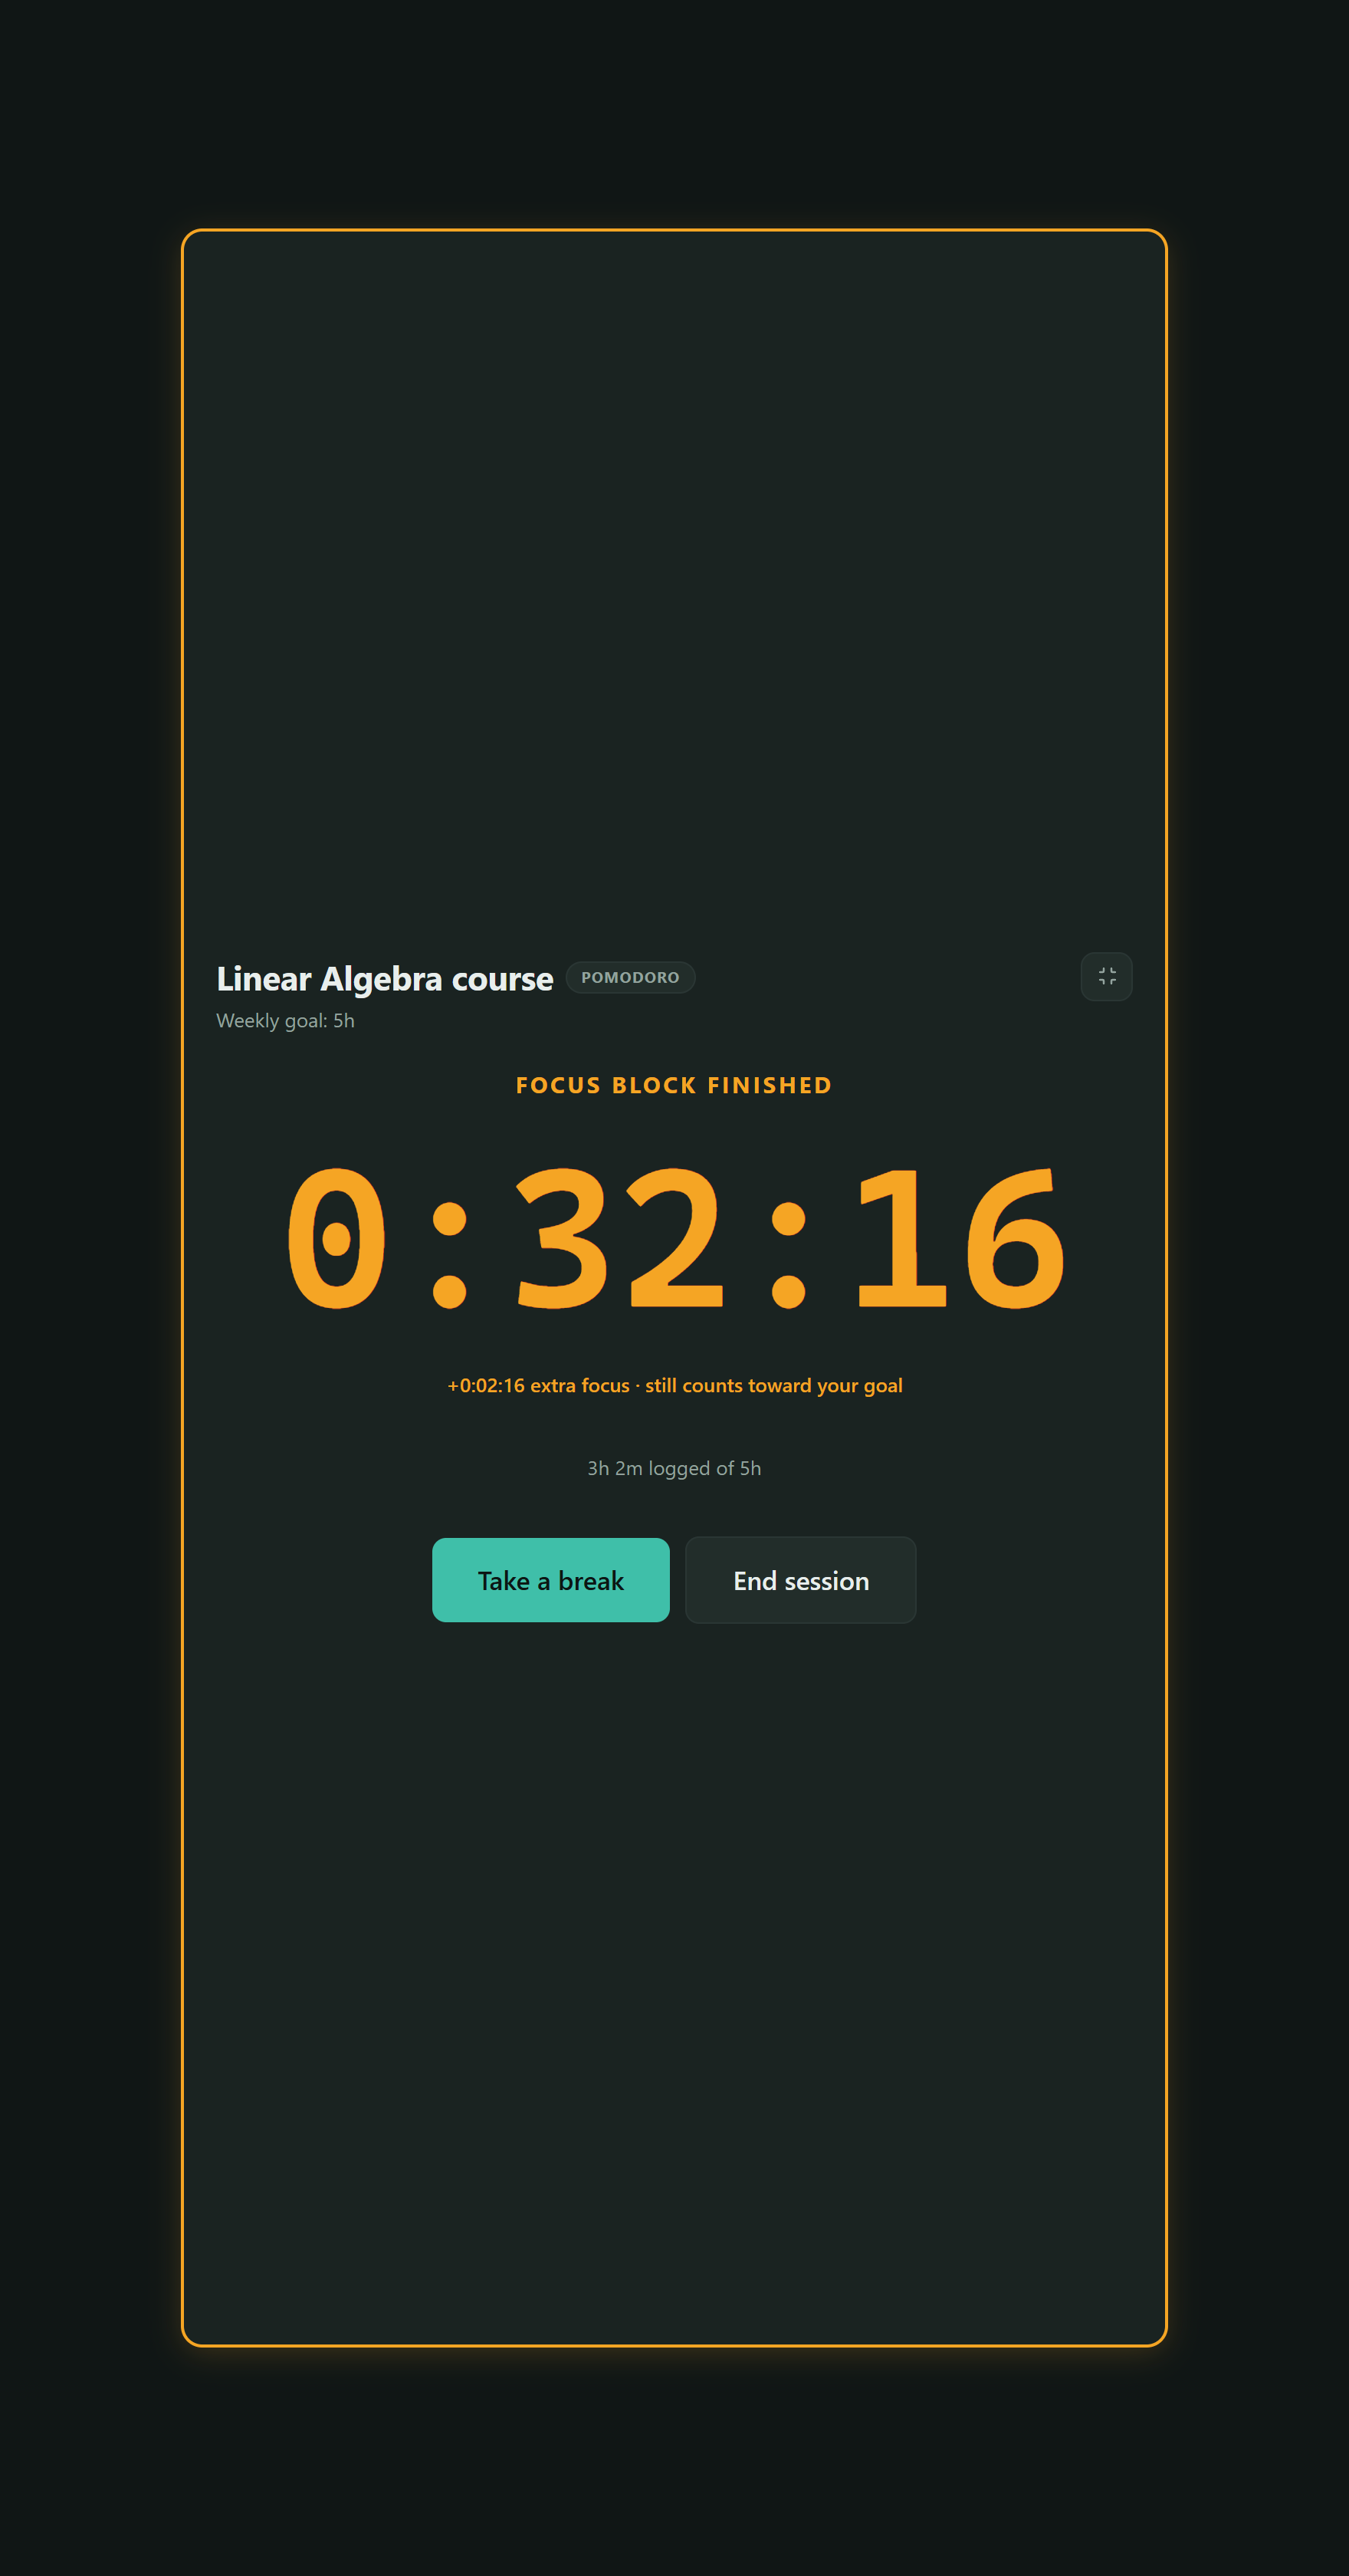 Linear Algebra course POMODORO
Weekly goal: 5h
FOCUS BLOCK FINISHED
0:32:16
+0:02:16 extra focus · still counts toward your goal
3h 2m logged of 5h
Take a break End session